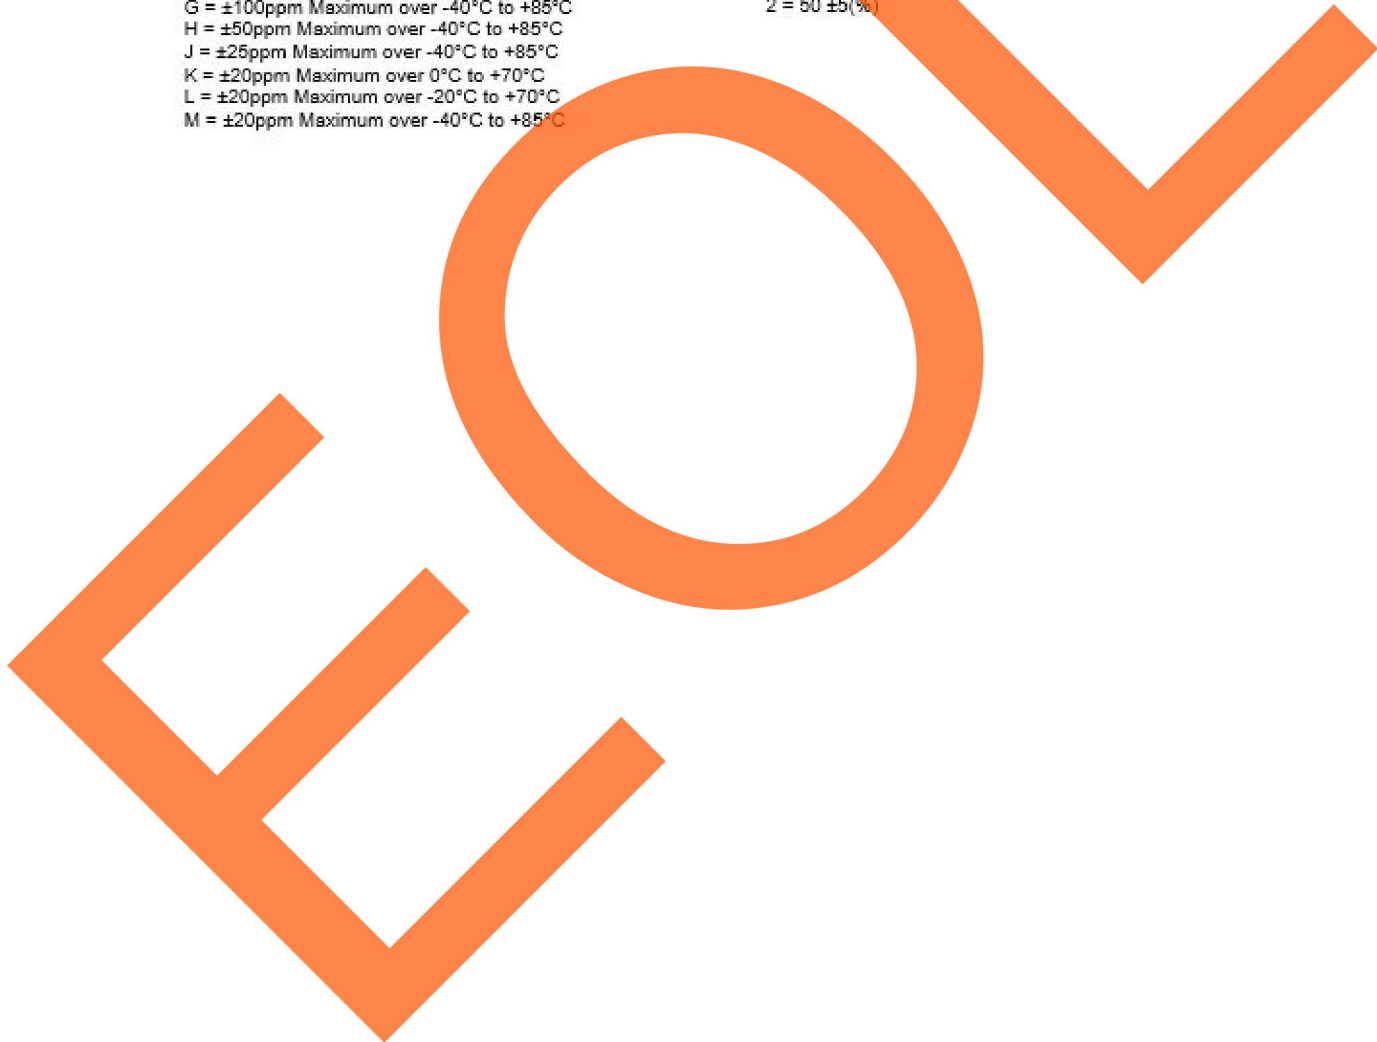 G = ±100ppm Maximum over -40°C to +85°C
H = ±50ppm Maximum over -40°C to +85°C
J = ±25ppm Maximum over -40°C to +85°C
K = ±20ppm Maximum over 0°C to +70°C
L = ±20ppm Maximum over -20°C to +70°C
M = ±20ppm Maximum over -40°C to +85°C
2 = 50 ±5(%)
EOL